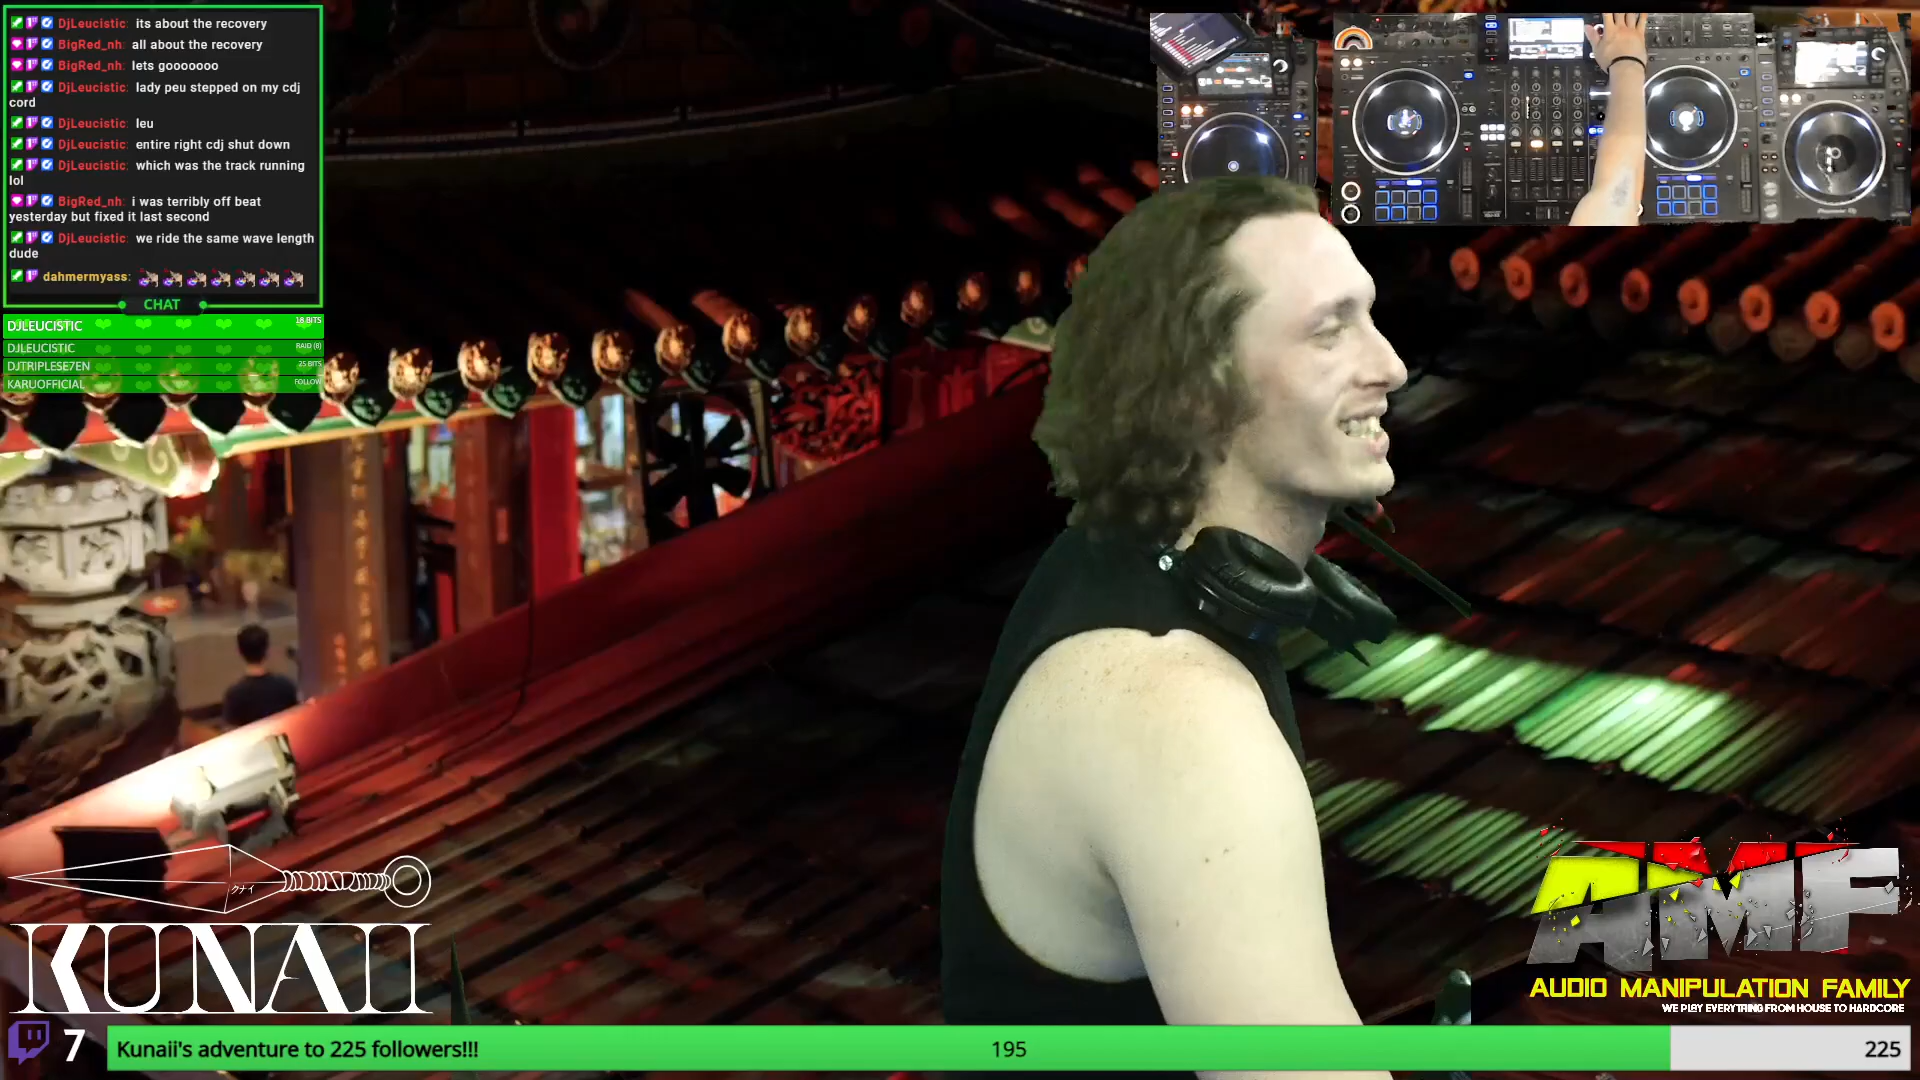 DjLeucistic: its about the recovery
BigRed_nh: all about the recovery
BigRed_nh: lets gooooooo
DjLeucistic: lady peu stepped on my cdj
cord
DjLeucistic: leu
DjLeucistic: entire right cdj shut down
DjLeucistic: which was the track running
lol
BigRed_nh: i was terribly off beat
yesterday but fixed it last second
DjLeucistic: we ride the same wave length
dude
dahmermyass:
CHAT
DJLEUCISTIC 18 BITS
DJLEUCISTIC RAID (8)
DJTRIPLESE7EN 25 BITS
KARUOFFICIAL FOLLOW
クナイ
KUNAII
AMF
AUDIO MANIPULATION FAMILY
WE PLAY EVERYTHING FROM HOUSE TO HARDCORE
7 Kunaii's adventure to 225 followers!!! 195 225